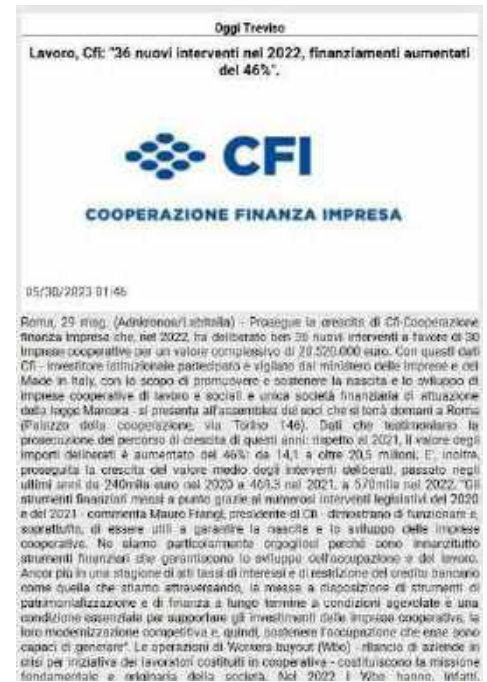 Oggi Treviso
Lavoro, Cfi: "36 nuovi interventi nel 2022, finanziamenti aumentati
del 46%".
CFI
COOPERAZIONE FINANZA IMPRESA
05/30/2023 01:46
Roma, 29 mag. (Adnkronos/Labitalia) - Prosegue la crescita di Cfi-Cooperazione
finanza impresa che, nel 2022, ha deliberato ben 36 nuovi interventi a favore di 30
imprese cooperative per un valore complessivo di 20.520.000 euro. Con questi dati
Cfi - investitore istituzionale partecipato e vigilato dal ministero delle imprese e del
Made in Italy, con lo scopo di promuovere e sostenere la nascita e lo sviluppo di
imprese cooperative di lavoro e sociali e unica società finanziaria di attuazione
della legge Marcora - si presenta all'assemblea dei soci che si terrà domani a Roma
(Palazzo della cooperazione, via Torino 146). Dati che testimoniano la
prosecuzione del percorso di crescita di questi anni: rispetto al 2021, il valore degli
importi deliberati è aumentato del 46%: da 14,1 a oltre 20,5 milioni. E', inoltre,
proseguita la crescita del valore medio degli interventi deliberati, passato negli
ultimi anni da 240mila euro nel 2020 a 469,3 nel 2021, a 570mila nel 2022. "Gli
strumenti finanziari messi a punto grazie ai numerosi interventi legislativi del 2020
e del 2021 - commenta Mauro Frangi, presidente di Cfi - dimostrano di funzionare e,
soprattutto, di essere utili a garantire la nascita e lo sviluppo delle imprese
cooperative. Ne siamo particolarmente orgogliosi perché sono innanzitutto
strumenti finanziari che garantiscono lo sviluppo dell'occupazione e del lavoro.
Ancor più in una stagione di alti tassi di interessi e di restrizione del credito bancario
come quella che stiamo attraversando, la messa a disposizione di strumenti di
patrimonializzazione e di finanza a lungo termine a condizioni agevolate è una
condizione essenziale per supportare gli investimenti delle imprese cooperative, la
loro modernizzazione competitiva e, quindi, sostenere l'occupazione che esse sono
capaci di generare". Le operazioni di Workers buyout (Wbo) - rilancio di aziende in
crisi per iniziativa dei lavoratori costituiti in cooperativa - costituiscono la missione
fondamentale e originaria della società. Nel 2022 i Wbo hanno, infatti,